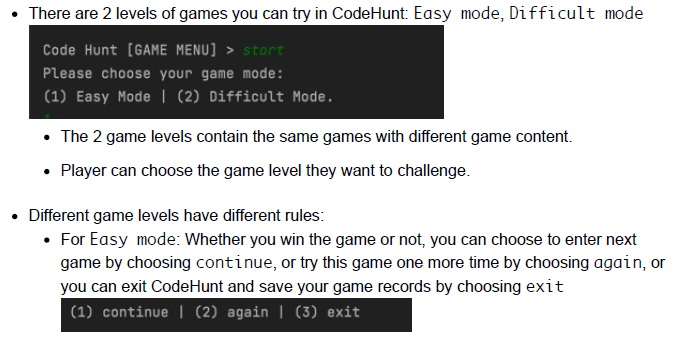 There are 2 levels of games you can try in CodeHunt: Easy mode, Difficult mode
Code Hunt [GAME MENU] > start
Please choose your game mode:
(1) Easy Mode | (2) Difficult Mode.
The 2 game levels contain the same games with different game content.
Player can choose the game level they want to challenge.
Different game levels have different rules:
For Easy mode: Whether you win the game or not, you can choose to enter next
game by choosing continue, or try this game one more time by choosing again, or
you can exit CodeHunt and save your game records by choosing exit
(1) continue | (2) again | (3) exit